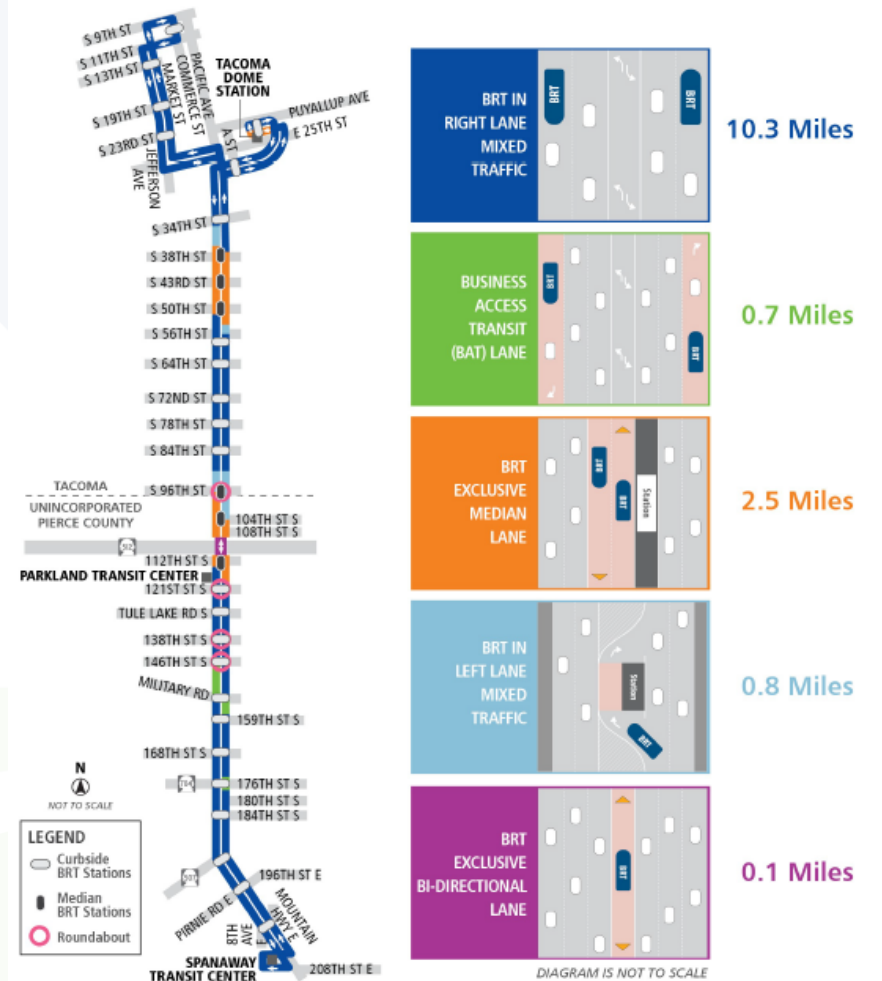 S 9TH ST
S 11TH ST
S 13TH ST
PACIFIC AVE
COMMERCE ST
MARKET ST
TACOMA
DOME
STATION
PUYALLUP AVE
E 25TH ST
A ST
S 19TH ST
S 23RD ST
JEFFERSON
AVE
S 34TH ST
S 38TH ST
S 43RD ST
S 50TH ST
S 56TH ST
S 64TH ST
S 72ND ST
S 78TH ST
S 84TH ST
TACOMA
S 96TH ST
UNINCORPORATED
PIERCE COUNTY
104TH ST S
108TH ST S
512
112TH ST S
PARKLAND TRANSIT CENTER
121ST ST S
TULE LAKE RD S
138TH ST S
146TH ST S
MILITARY RD
159TH ST S
168TH ST S
704
176TH ST S
180TH ST S
184TH ST S
507
196TH ST E
PIRNIE RD E
8TH
AVE
E
MOUNTAIN
HWY E
SPANAWAY
TRANSIT CENTER
208TH ST E
N
NOT TO SCALE
LEGEND
Curbside
BRT Stations
Median
BRT Stations
Roundabout
BRT IN
RIGHT LANE
MIXED
TRAFFIC
BRT
BRT
10.3 Miles
BUSINESS
ACCESS
TRANSIT
(BAT) LANE
BRT
BRT
0.7 Miles
BRT
EXCLUSIVE
MEDIAN
LANE
BRT
BRT
Station
2.5 Miles
BRT IN
LEFT LANE
MIXED
TRAFFIC
Station
BRT
0.8 Miles
BRT
EXCLUSIVE
BI-DIRECTIONAL
LANE
BRT
0.1 Miles
DIAGRAM IS NOT TO SCALE